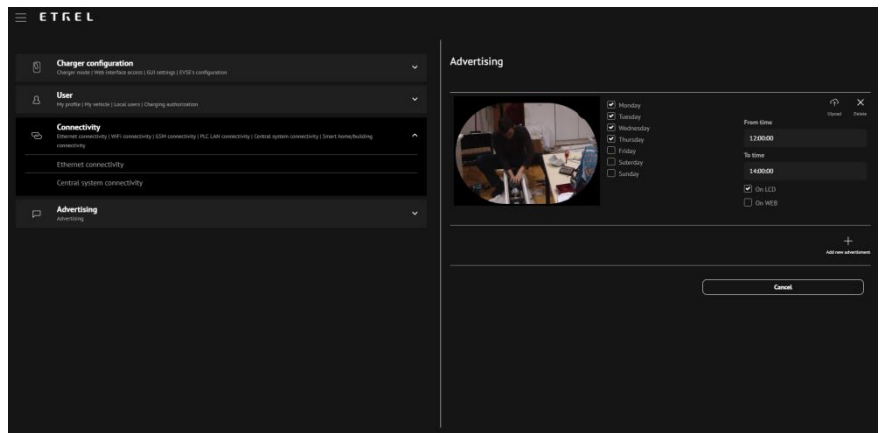 ETREL
Charger configuration
Charger mode | Web interface access | GUI settings | EVSE's configuration
User
My profile | My vehicle | Local users | Charging authorization
Connectivity
Ethernet connectivity | WiFi connectivity | GSM connectivity | PLC LAN connectivity | Central system connectivity | Smart home/building
connectivity
Ethernet connectivity
Central system connectivity
Advertising
Advertising
Advertising
Monday
Tuesday
Wednesday
Thursday
Friday
Saterday
Sunday
Upload
Delete
From time
12:00:00
To time
14:00:00
On LCD
On WEB
Add new advertisment
Cancel